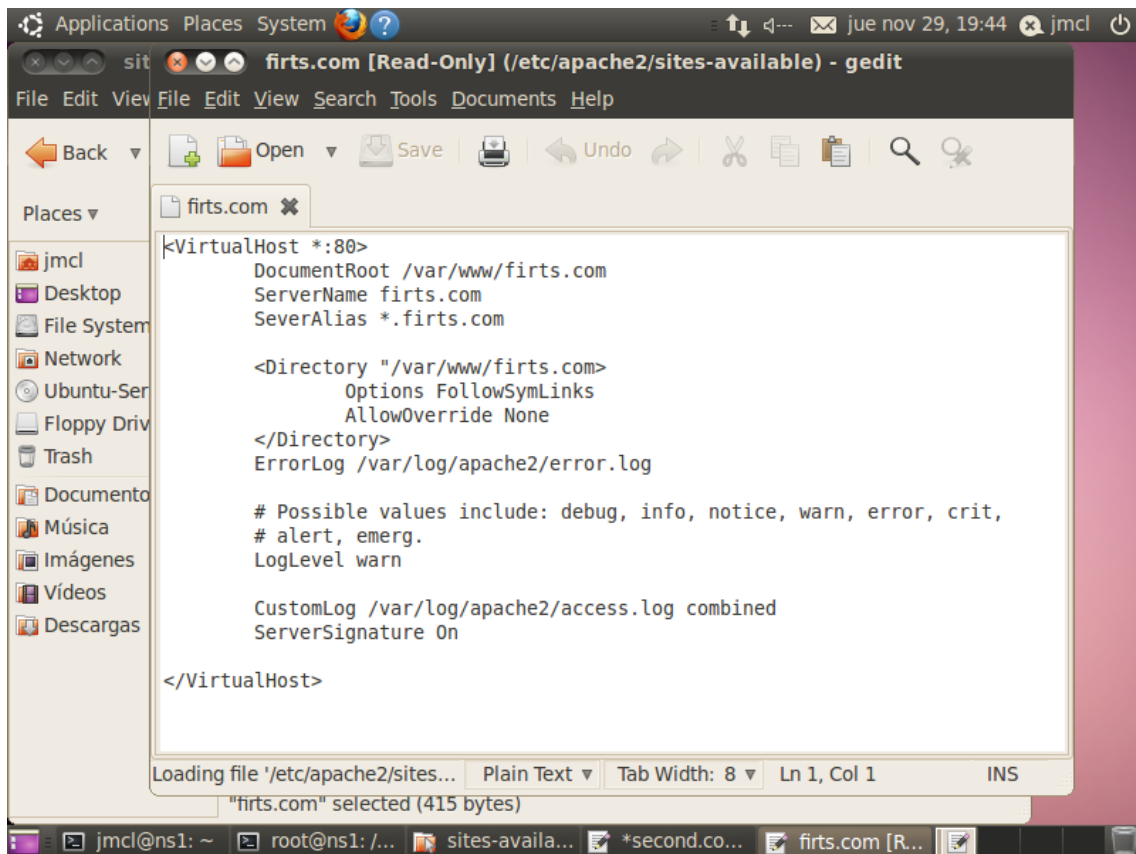 Applications Places System ? jue nov 29, 19:44 jmcl
sit firts.com [Read-Only] (/etc/apache2/sites-available) - gedit
File Edit View File Edit View Search Tools Documents Help
Back Open Save Undo
Places firts.com
jmcl
Desktop
File System
Network
Ubuntu-Ser
Floppy Driv
Trash
Documento
Música
Imágenes
Vídeos
Descargas
<VirtualHost *:80>
DocumentRoot /var/www/firts.com
ServerName firts.com
SeverAlias *.firts.com
<Directory "/var/www/firts.com>
Options FollowSymLinks
AllowOverride None
</Directory>
ErrorLog /var/log/apache2/error.log
# Possible values include: debug, info, notice, warn, error, crit,
# alert, emerg.
LogLevel warn
CustomLog /var/log/apache2/access.log combined
ServerSignature On
</VirtualHost>
Loading file '/etc/apache2/sites... Plain Text Tab Width: 8 Ln 1, Col 1 INS
"firts.com" selected (415 bytes)
jmcl@ns1: ~ root@ns1: /... sites-availa... *second.co... firts.com [R...